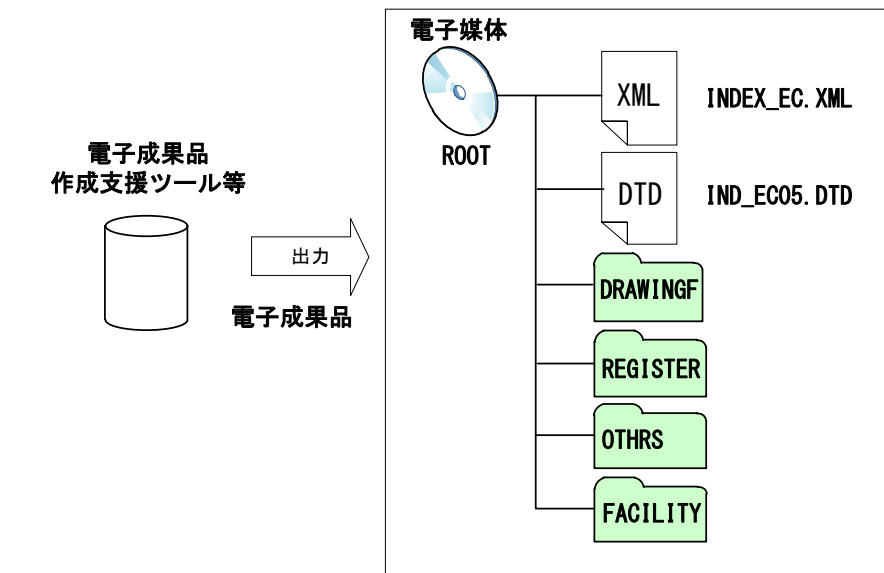 電子媒体
ROOT
XML
INDEX_EC.XML
DTD
IND_EC05.DTD
DRAWINGF
REGISTER
OTHRS
FACILITY
電子成果品
作成支援ツール等
出力
電子成果品